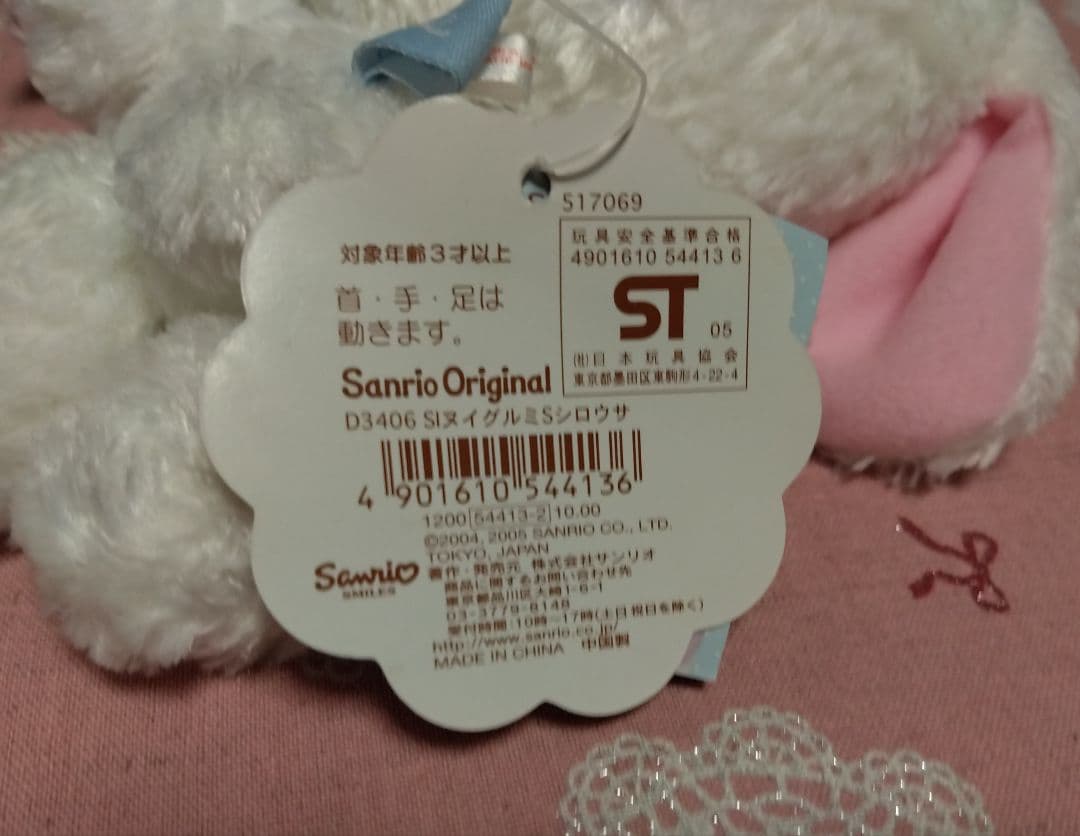 S17069
玩具安全基準合格
4901610 54413 6
ST 05
(社)日本玩具協会
東京都墨田区東駒形4-22-4
対象年齢3才以上
首・手・足は
動きます。
Sanrio Original
D3406 SIヌイグルミSシロウサ
4 901610 544136
1200 54413-2 10.00
©2004, 2005 SANRIO CO., LTD.
TOKYO, JAPAN
Sanrio
SMILES
著作・発売元 株式会社サンリオ
商品に関するお問い合わせ先
東京都品川区大崎1-6-1
03-3779-8148
受付時間:10時〜17時(土日祝日を除く)
http://www.sanrio.co.jp/
MADE IN CHINA 中国製